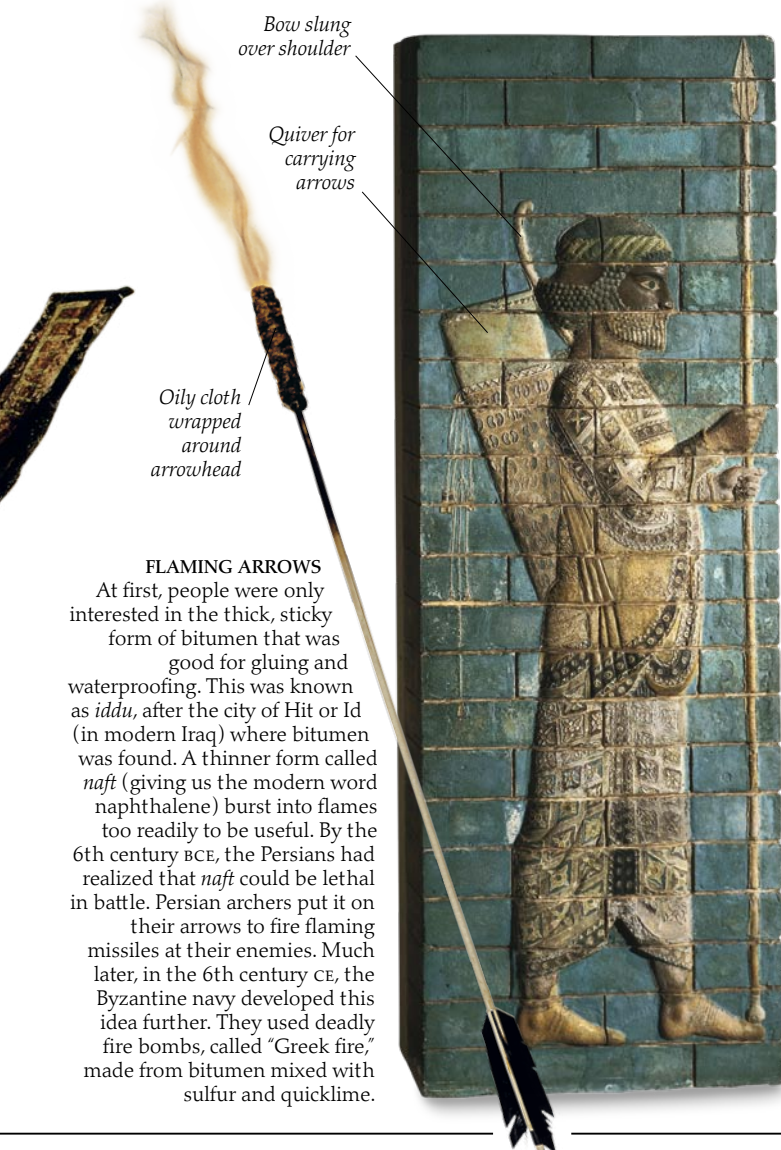 Bow slung
over shoulder
Quiver for
carrying
arrows
Oily cloth
wrapped
around
arrowhead
FLAMING ARROWS
At first, people were only
interested in the thick, sticky
form of bitumen that was
good for gluing and
waterproofing. This was known
as iddu, after the city of Hit or Id
(in modern Iraq) where bitumen
was found. A thinner form called
naft (giving us the modern word
naphthalene) burst into flames
too readily to be useful. By the
6th century BCE, the Persians had
realized that naft could be lethal
in battle. Persian archers put it on
their arrows to fire flaming
missiles at their enemies. Much
later, in the 6th century CE, the
Byzantine navy developed this
idea further. They used deadly
fire bombs, called “Greek fire,”
made from bitumen mixed with
sulfur and quicklime.